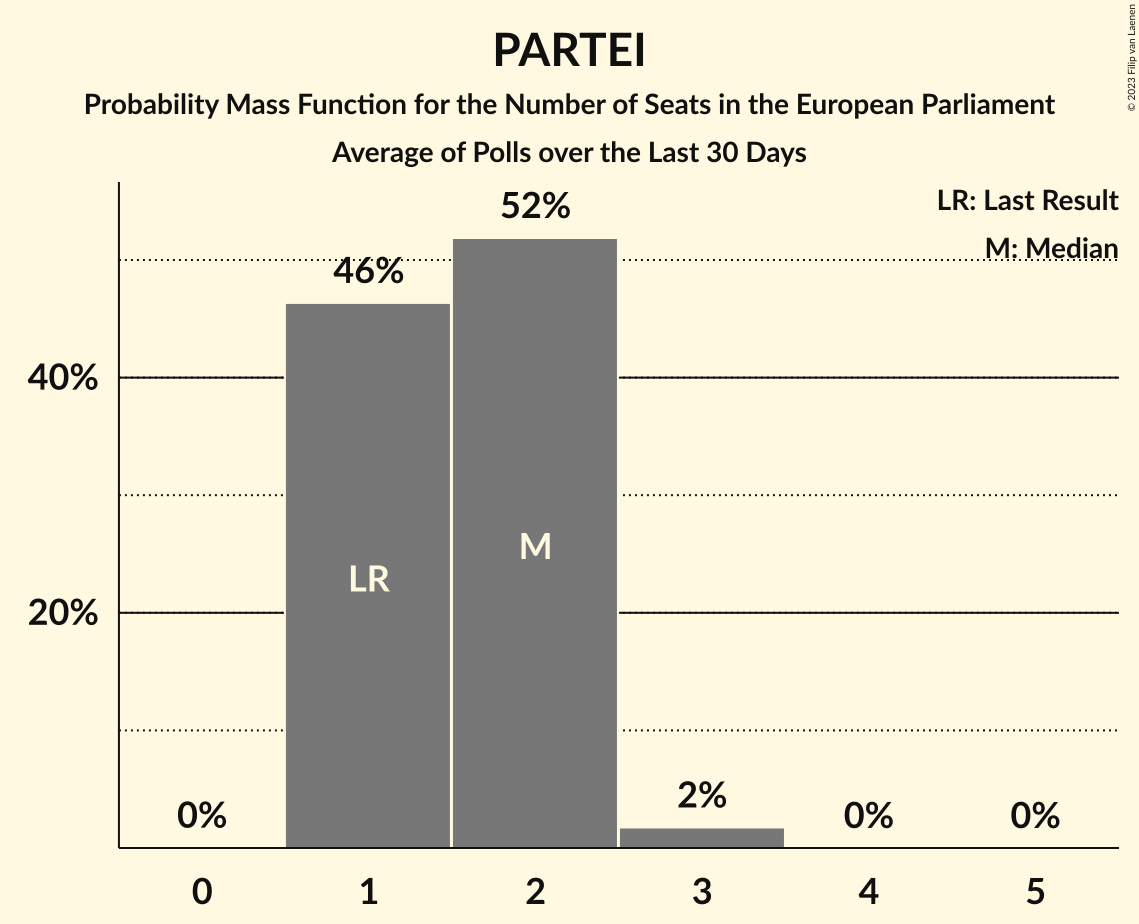 PARTEI
Probability Mass Function for the Number of Seats in the European Parliament
Average of Polls over the Last 30 Days
© 2023 Filip van Laenen
LR: Last Result
M: Median
52%
46%
40%
20%
LR
M
0%
2%
0%
0%
0
1
2
3
4
5